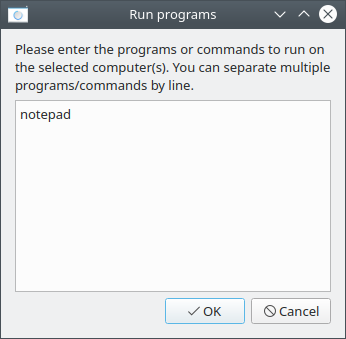 Run programs
Please enter the programs or commands to run on
the selected computer(s). You can separate multiple
programs/commands by line.
notepad
OK
Cancel